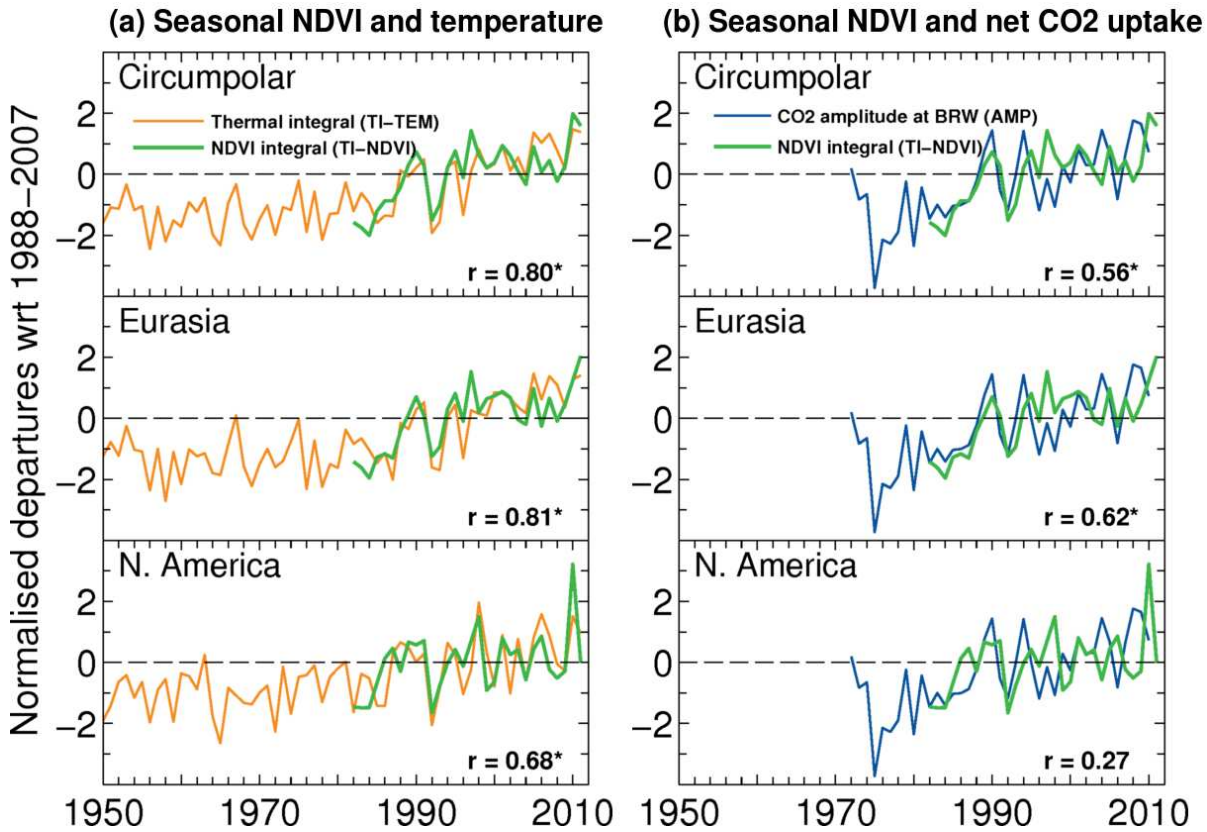 (a) Seasonal NDVI and temperature
(b) Seasonal NDVI and net CO2 uptake
Normalised departures wrt 1988–2007
Circumpolar
Thermal integral (TI–TEM)
NDVI integral (TI–NDVI)
2
0
−2
r = 0.80*
Eurasia
2
0
−2
r = 0.81*
N. America
2
0
−2
r = 0.68*
1950 1970 1990 2010
Circumpolar
CO2 amplitude at BRW (AMP)
NDVI integral (TI–NDVI)
2
0
−2
r = 0.56*
Eurasia
2
0
−2
r = 0.62*
N. America
2
0
−2
r = 0.27
1950 1970 1990 2010